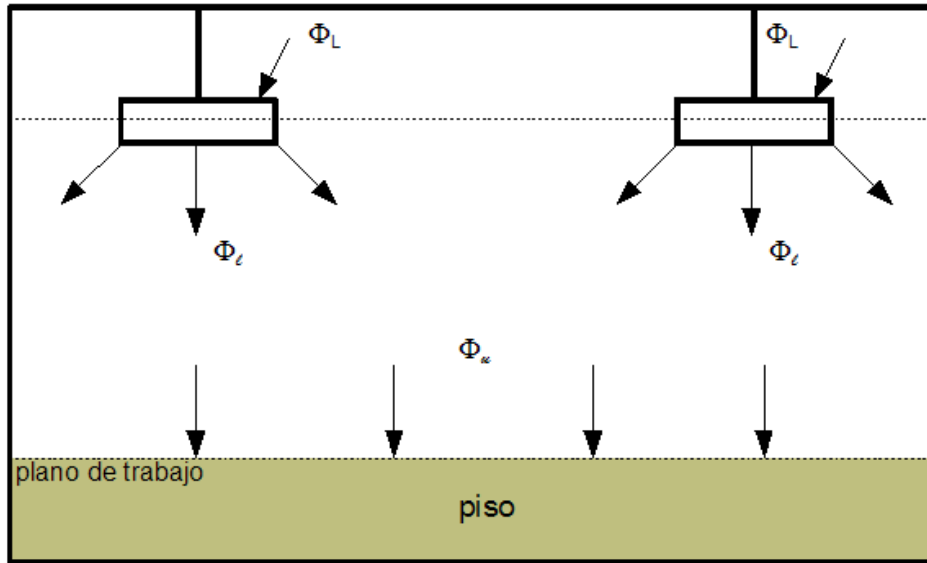 ΦL ΦL
Φℓ Φℓ
Φu
plano de trabajo
piso